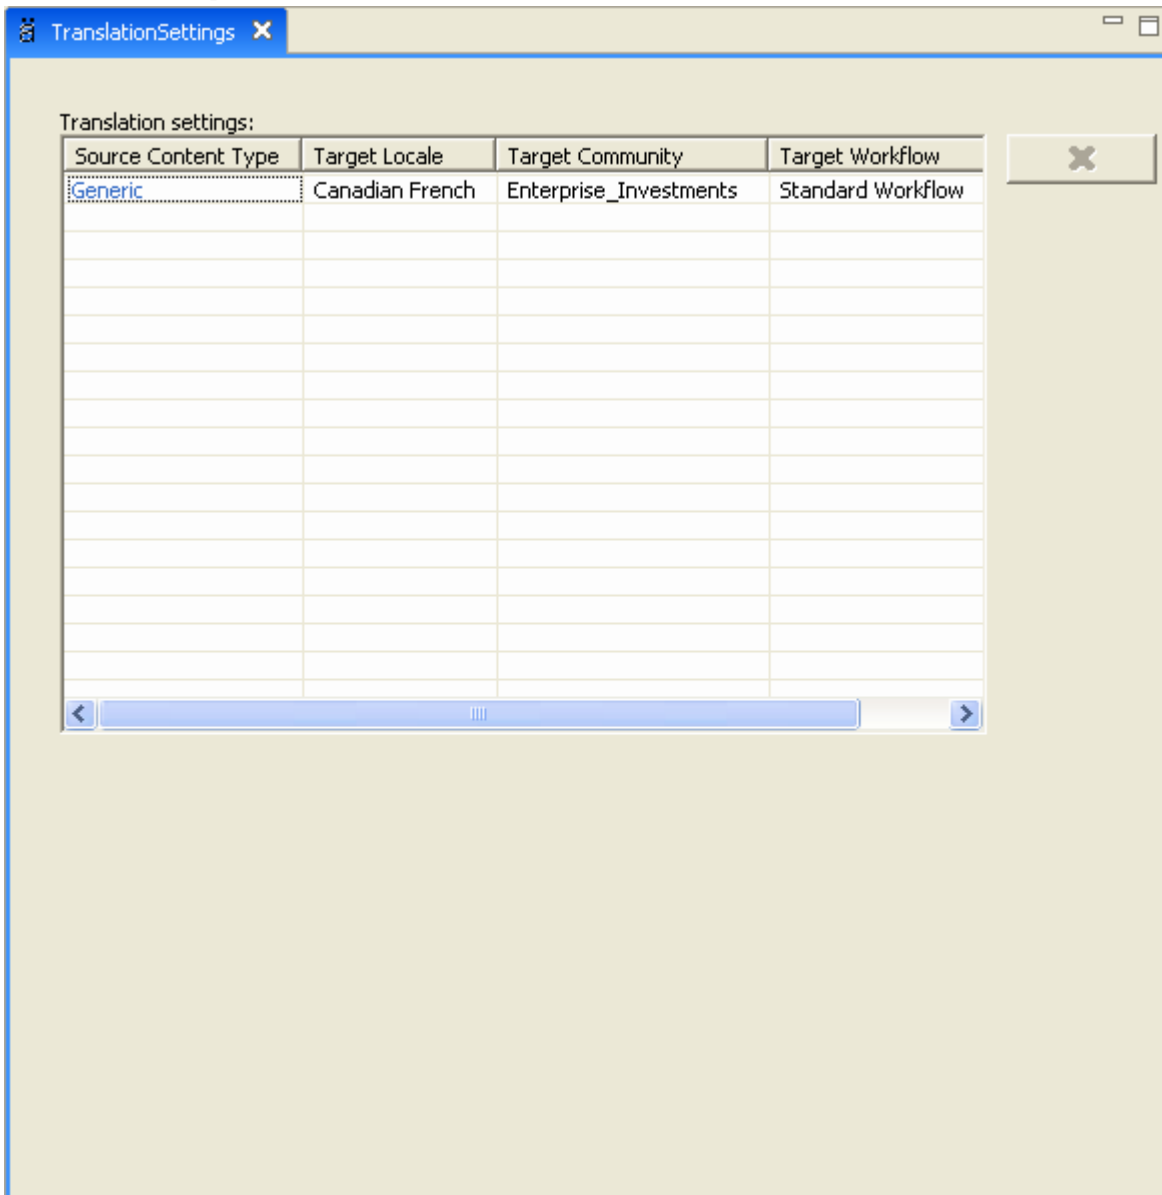 TranslationSettings
Translation settings:
Source Content Type Target Locale Target Community Target Workflow
Generic Canadian French Enterprise_Investments Standard Workflow